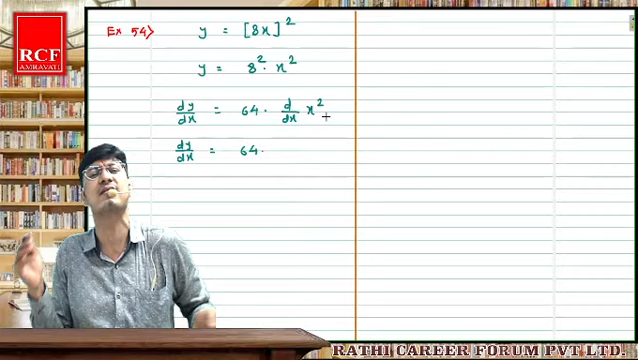 RCF
AMRAVATI
Ex 54)
y = [8x]²
y = 8² · x²
dy/dx = 64 · d/dx x²
dy/dx = 64 ·
RATHI CAREER FORUM PVT LTD.